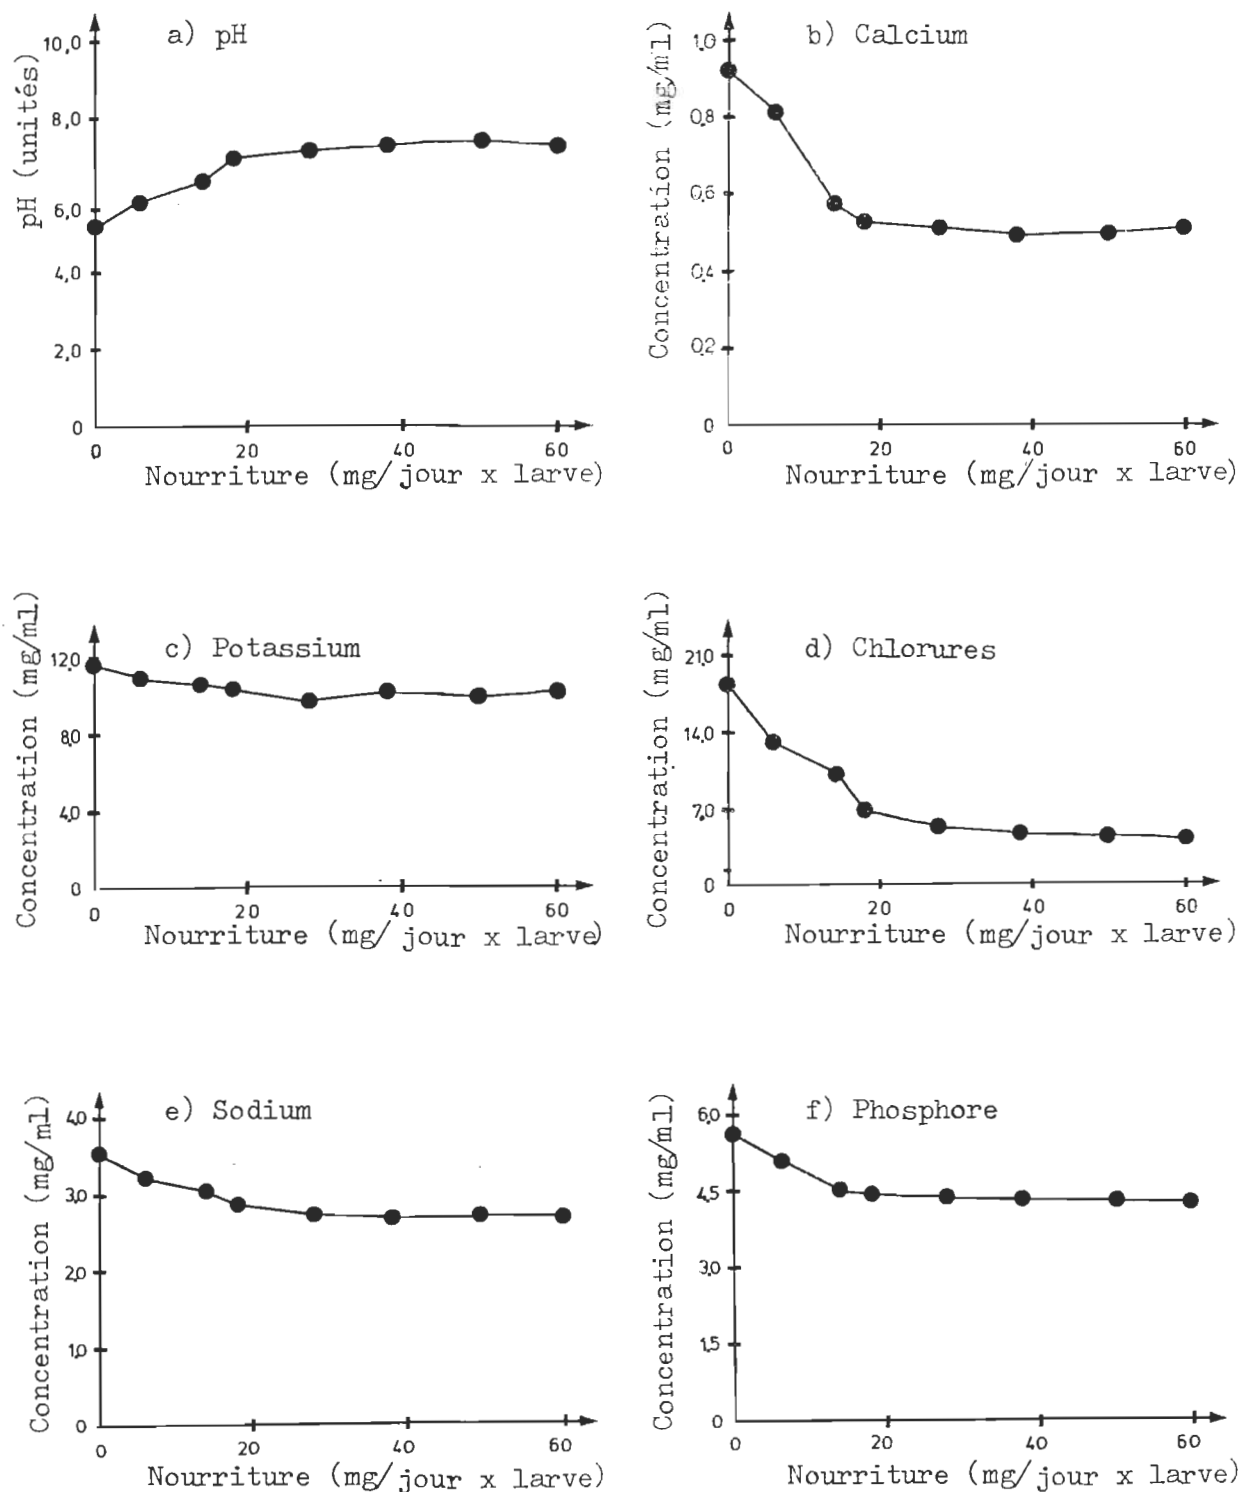 a) pH
pH (unités)
10,0
8,0
6,0
4,0
2,0
0
0 20 40 60
Nourriture (mg/jour x larve)
b) Calcium
Concentration (mg/ml)
1,0
0,8
0,6
0,4
0,2
0
0 20 40 60
Nourriture (mg/jour x larve)
c) Potassium
Concentration (mg/ml)
12,0
8,0
4,0
0
0 20 40 60
Nourriture (mg/jour x larve)
d) Chlorures
Concentration (mg/ml)
21,0
14,0
7,0
0
0 20 40 60
Nourriture (mg/jour x larve)
e) Sodium
Concentration (mg/ml)
4,0
3,0
2,0
1,0
0
0 20 40 60
Nourriture (mg/jour x larve)
f) Phosphore
Concentration (mg/ml)
6,0
4,5
3,0
1,5
0
0 20 40 60
Nourriture (mg/jour x larve)